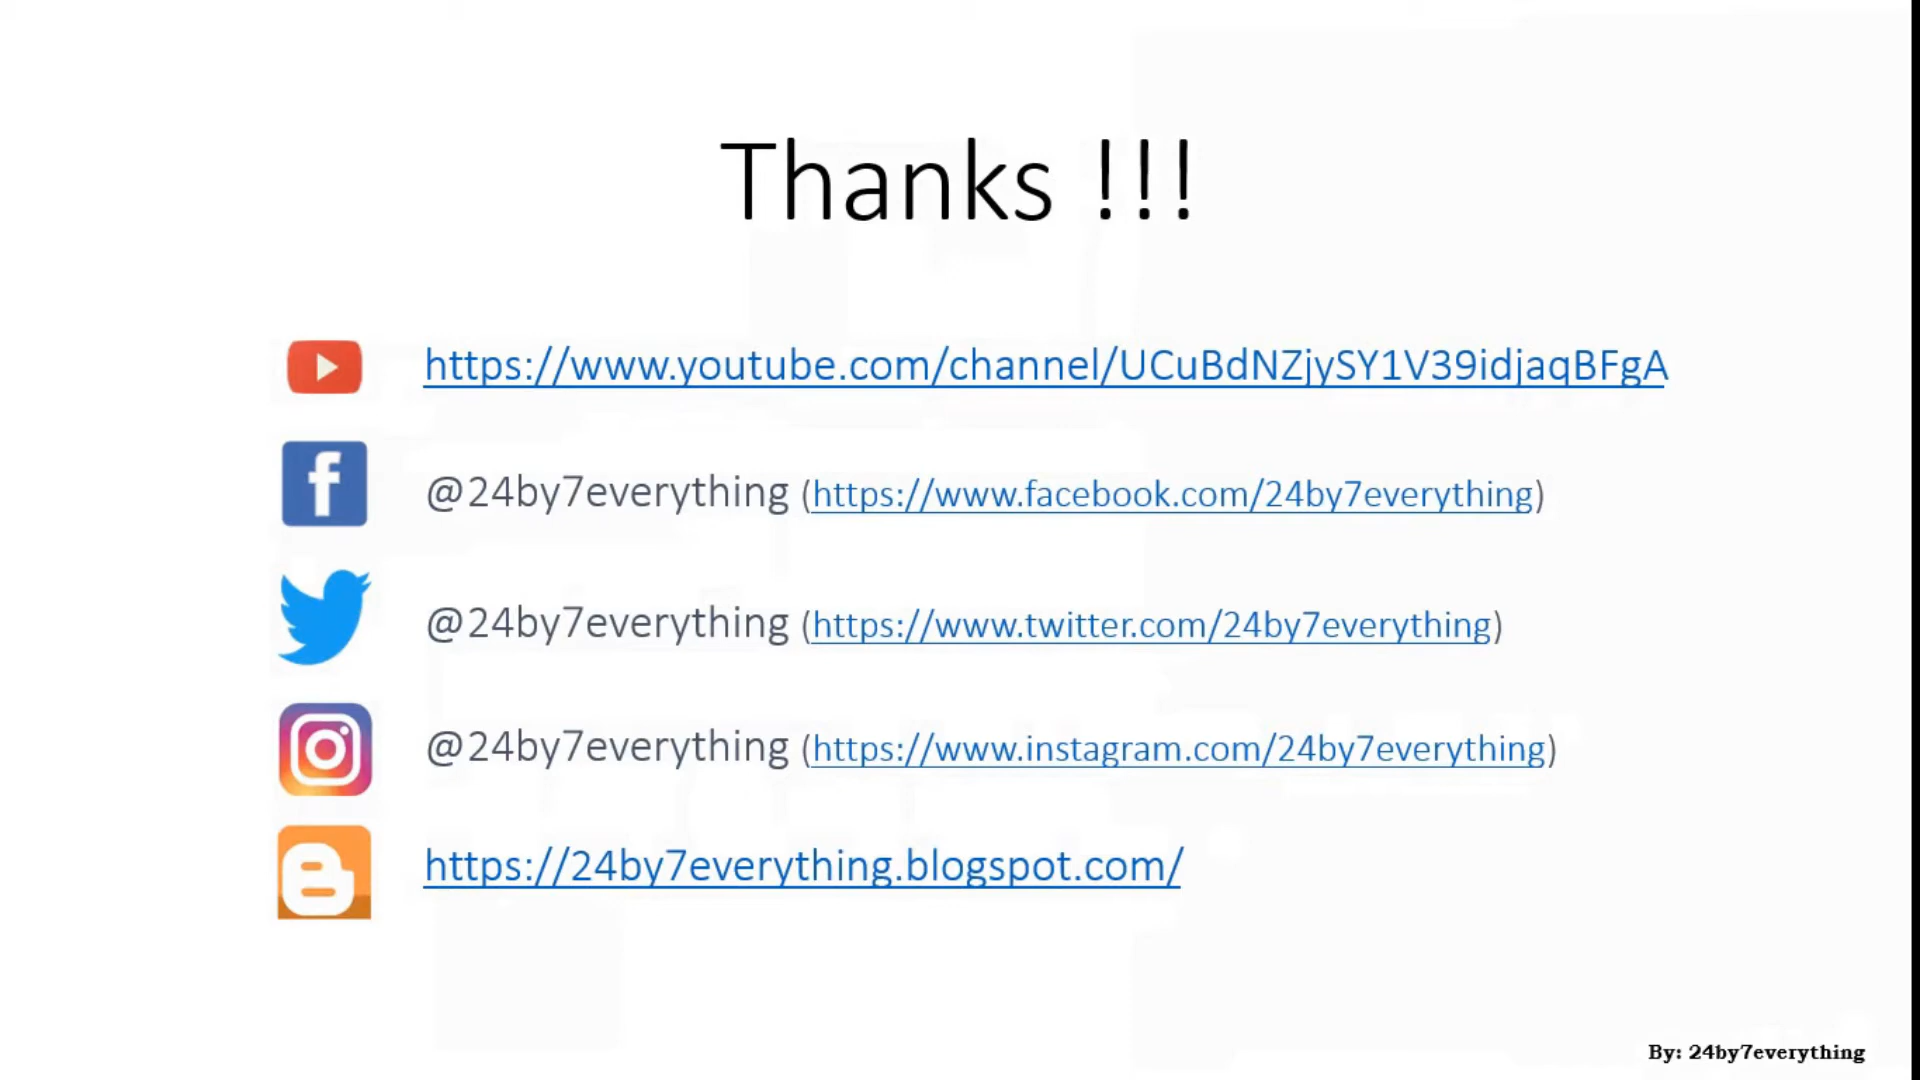 Thanks !!!
https://www.youtube.com/channel/UCuBdNZjySY1V39idjaqBFgA
@24by7everything (https://www.facebook.com/24by7everything)
@24by7everything (https://www.twitter.com/24by7everything)
@24by7everything (https://www.instagram.com/24by7everything)
https://24by7everything.blogspot.com/
By: 24by7everything